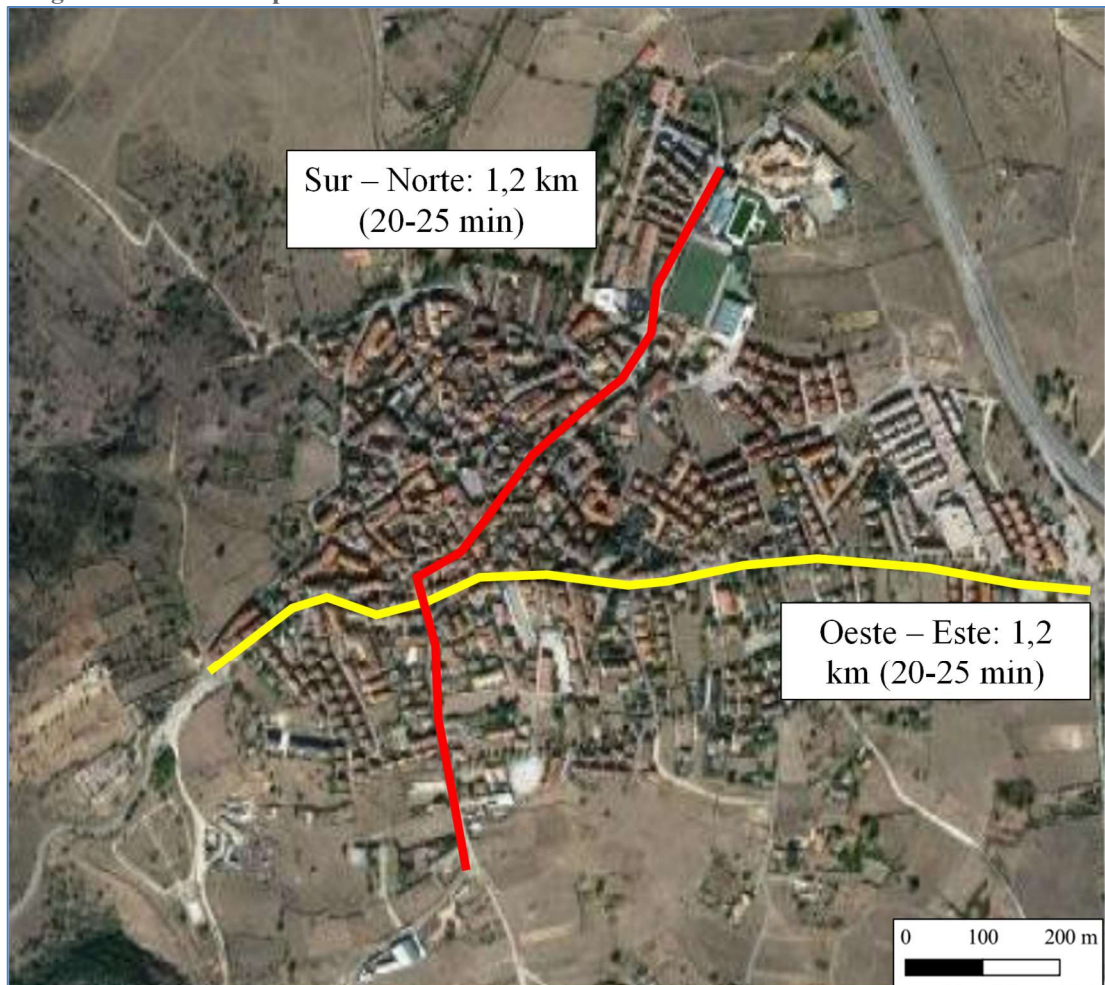 Sur – Norte: 1,2 km
(20-25 min)
Oeste – Este: 1,2
km (20-25 min)
0 100 200 m